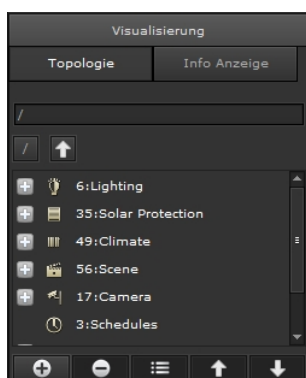 Visualisierung
Topologie Info Anzeige
/
/
6:Lighting
35:Solar Protection
49:Climate
56:Scene
17:Camera
3:Schedules